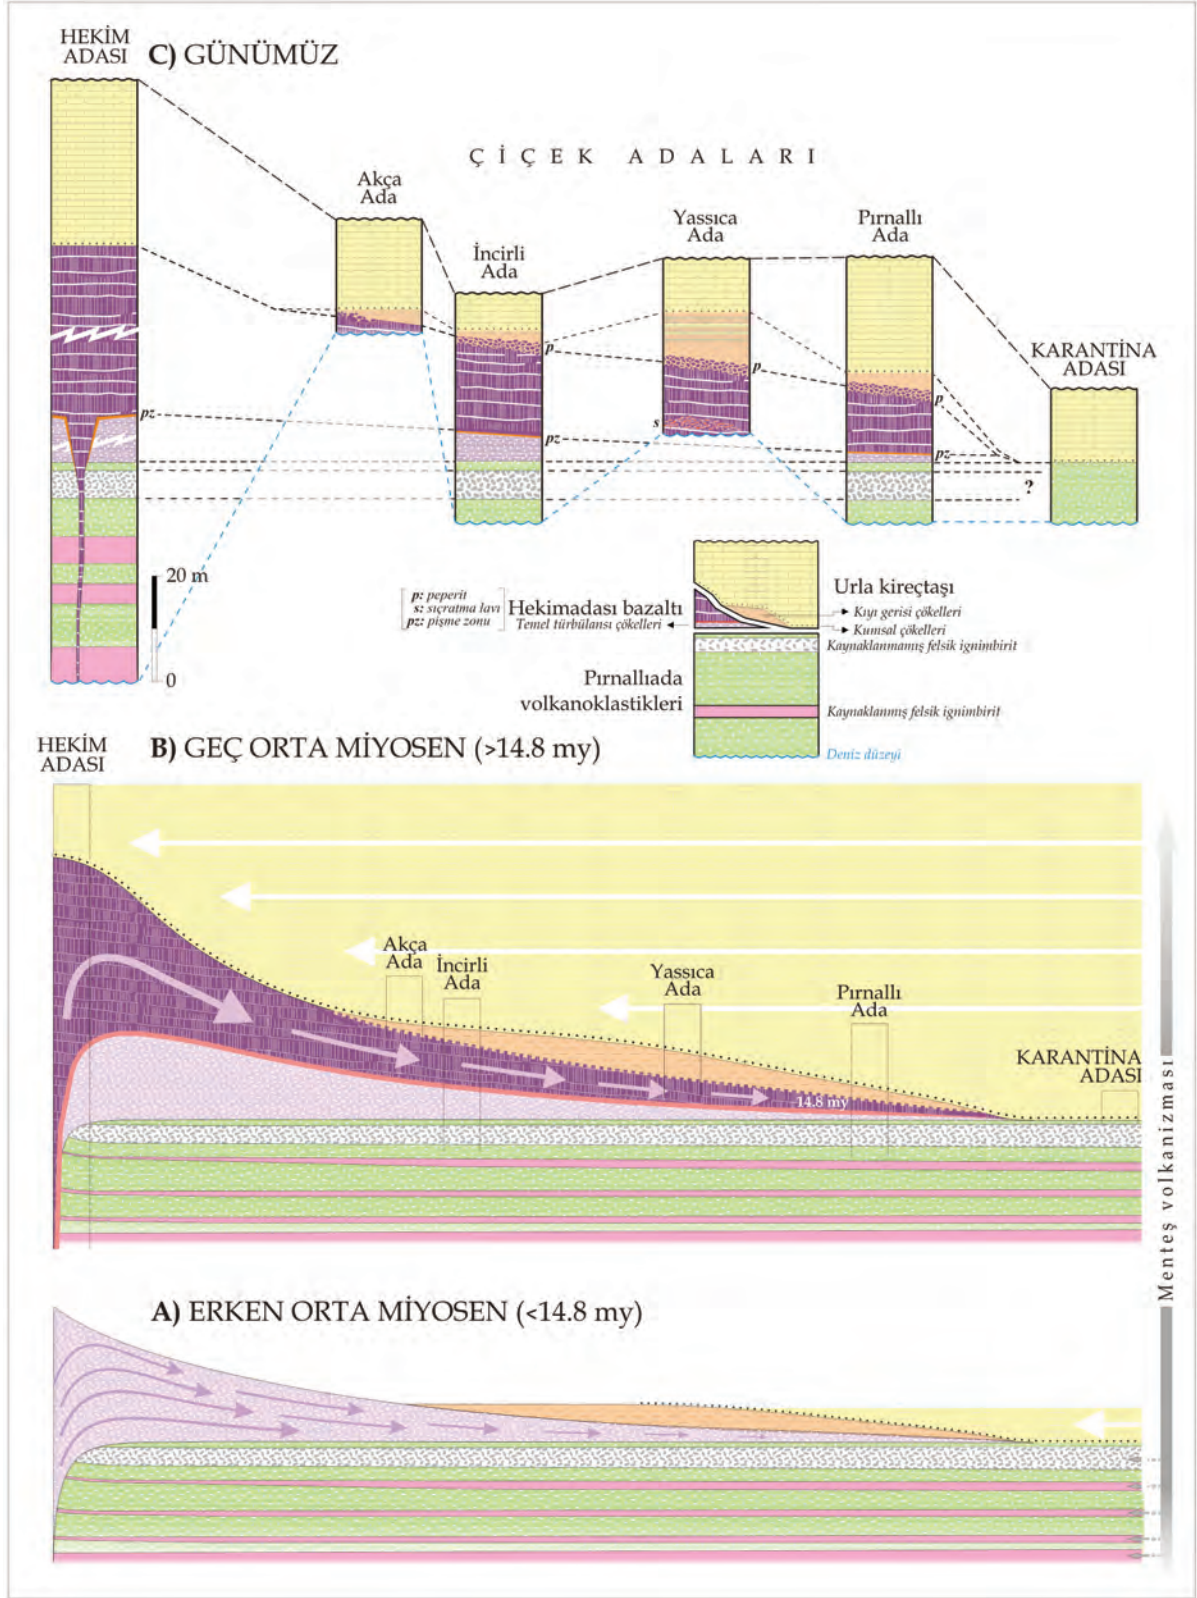 HEKİM
ADASI
C) GÜNÜMÜZ
ÇİÇEK ADALARI
Akça
Ada
İncirli
Ada
Yassıca
Ada
Pırnallı
Ada
KARANTİNA
ADASI
p
p
p
pz
s
pz
pz
?
20 m
0
p: peperit
s: sıçratma lavı
pz: pişme zonu
Hekimadası bazaltı
Temel türbülansı çökelleri
Urla kireçtaşı
Kıyı gerisi çökelleri
Kumsal çökelleri
Kaynaklanmamış felsik ignimbirit
Pırnallıada
volkanoklastikleri
Kaynaklanmış felsik ignimbirit
Deniz düzeyi
HEKİM
ADASI
B) GEÇ ORTA MİYOSEN (>14.8 my)
Akça
Ada
İncirli
Ada
Yassıca
Ada
Pırnallı
Ada
KARANTİNA
ADASI
14.8 my
Menteş volkanizması
A) ERKEN ORTA MİYOSEN (<14.8 my)